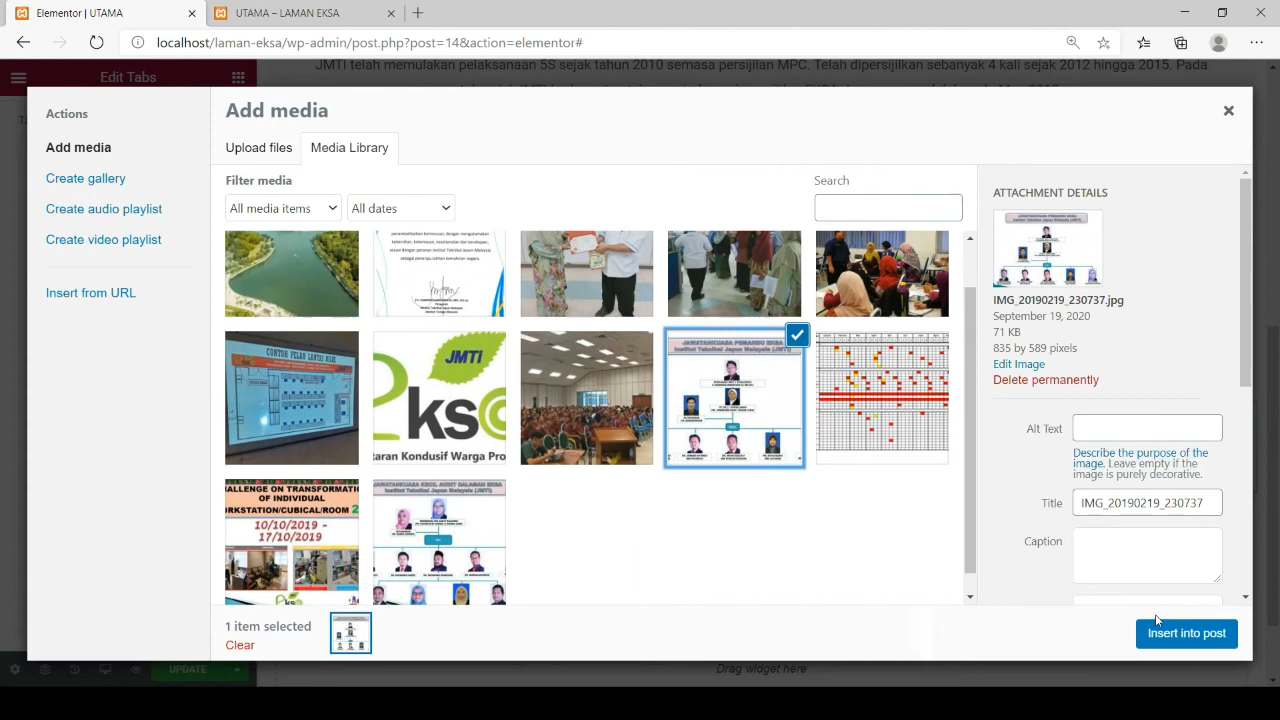 Elementor | UTAMA
UTAMA – LAMAN EKSA
localhost/laman-eksa/wp-admin/post.php?post=14&action=elementor#
Edit Tabs
JMTI telah memulakan pelaksanaan 5S sejak tahun 2010 semasa persijilan MPC. Telah dipersijilkan sebanyak 4 kali sejak 2012 hingga 2015. Pada
Actions
Add media
Create gallery
Create audio playlist
Create video playlist
Insert from URL
Add media
Upload files
Media Library
Filter media
All media items
All dates
Search
CONTOH PELAN LANTAI BILIK
JMTi
kso
taran Kondusif Warga Pro
JAWATANKUASA PEMANDU EKSA
Institut Teknikal Jepun Malaysia (JMTI)
ALLENGE ON TRANSFORMATIO
OF INDIVIDUAL
ORKSTATION/CUBICAL/ROOM 2
10/10/2019 -
17/10/2019
JAWATANKUASA KECIL AUDIT DALAMAN EKSA
Institut Teknikal Jepun Malaysia (JMTI)
ATTACHMENT DETAILS
IMG_20190219_230737.jpg
September 19, 2020
71 KB
835 by 589 pixels
Edit Image
Delete permanently
Alt Text
Describe the purpose of the
image. Leave empty if the
image is purely decorative.
Title
IMG_20190219_230737
Caption
1 item selected
Clear
Insert into post
UPDATE
Drag widget here